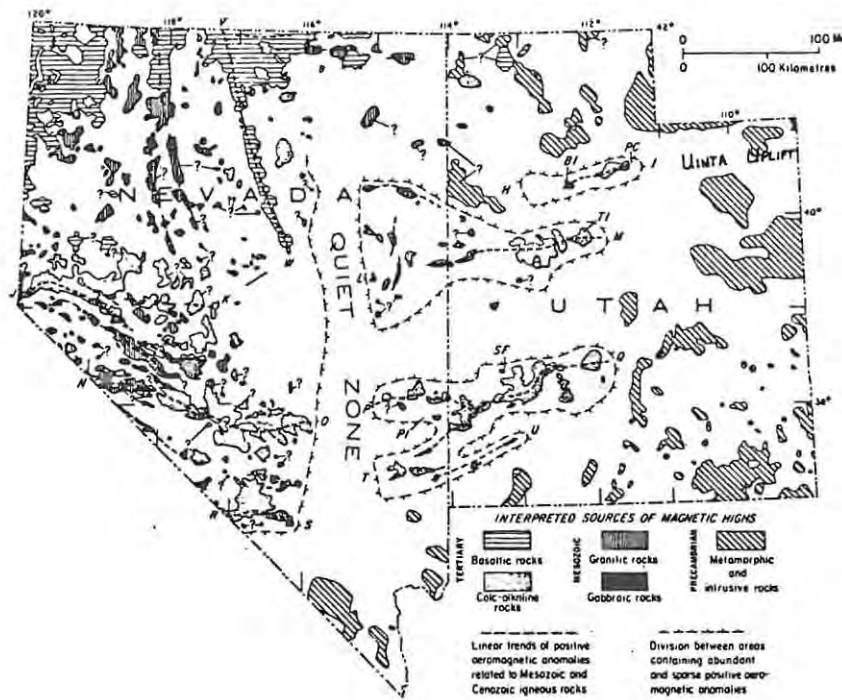 120° 118° V 116° 114° 112° 42°
0 100 Mi
0 100 Kilometres
110°
PC
BI I
H
UINTA UPLIFT
NEVADA
40°
TI
M
QUIET
L
W
UTAH
J
K
ZONE
SF
Q
N
38°
P
O
PI
U
T
R S
INTERPRETED SOURCES OF MAGNETIC HIGHS
TERTIARY
MESOZOIC
PRECAMBRIAN
Basaltic rocks
Granitic rocks
Metamorphic and intrusive rocks
Calc-alkaline rocks
Gabbroic rocks
Linear trends of positive
aeromagnetic anomalies
related to Mesozoic and
Cenozoic igneous rocks
Division between areas
containing abundant
and sparse positive aero-
magnetic anomalies